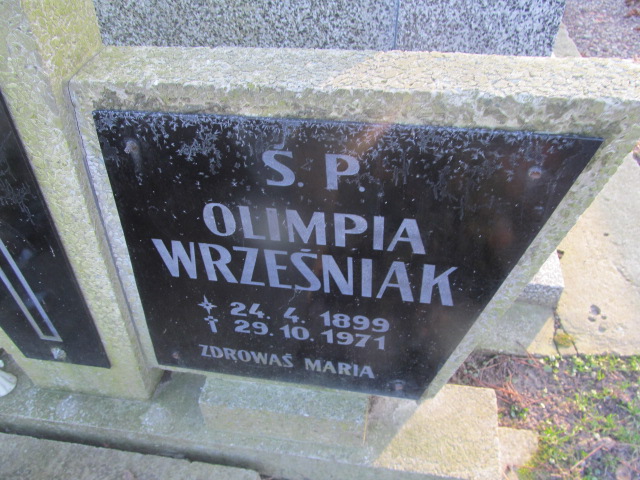 S. P.
OLIMPIA
WRZEŚNIAK
24. 4. 1899
29. 10. 1971
ZDROWAŚ MARIA